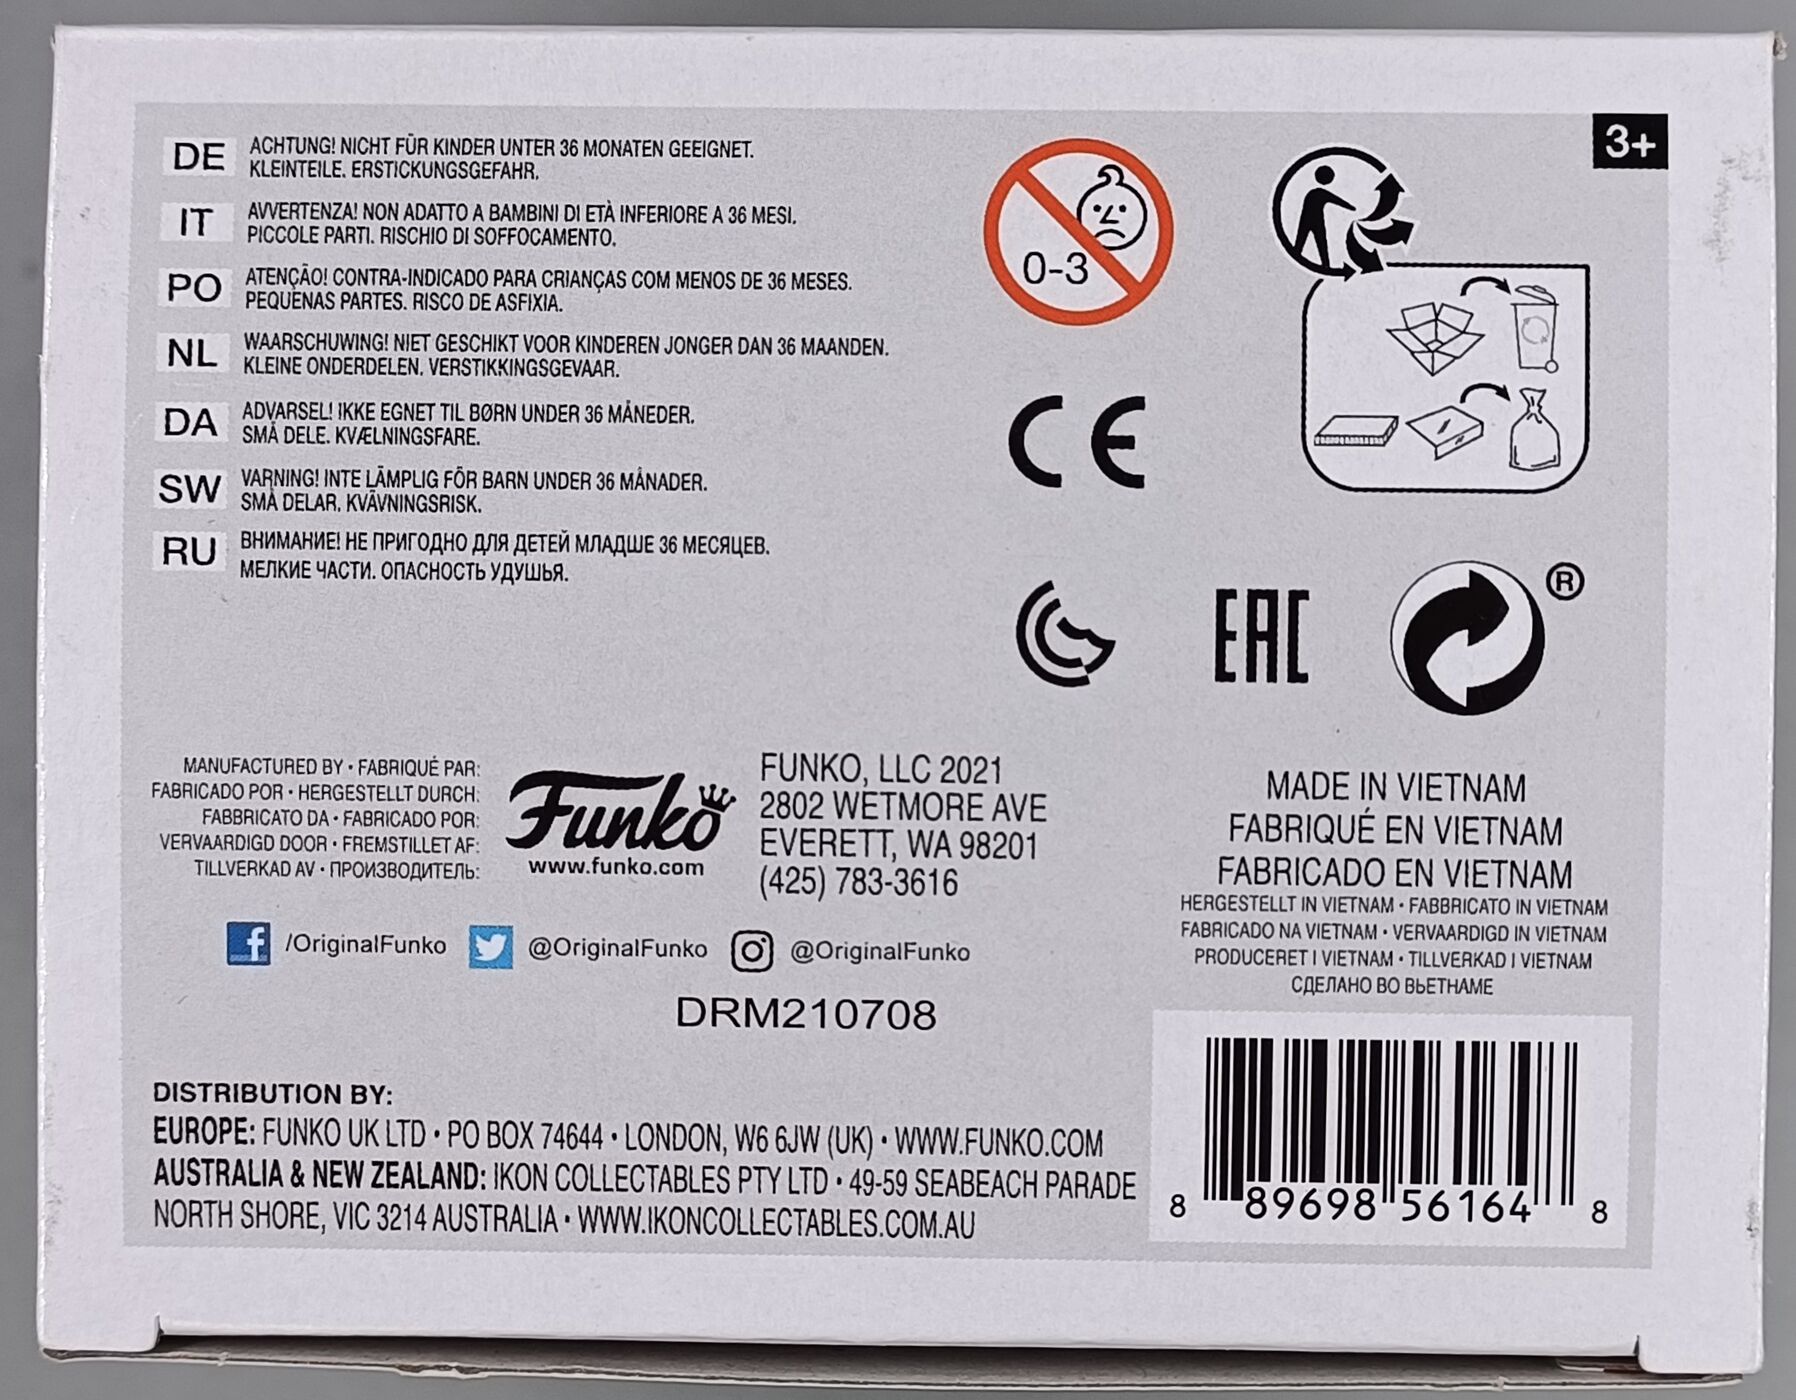 3+
DE
ACHTUNG! NICHT FÜR KINDER UNTER 36 MONATEN GEEIGNET.
KLEINTEILE. ERSTICKUNGSGEFAHR.
IT
AVVERTENZA! NON ADATTO A BAMBINI DI ETÀ INFERIORE A 36 MESI.
PICCOLE PARTI. RISCHIO DI SOFFOCAMENTO.
PO
ATENÇÃO! CONTRA-INDICADO PARA CRIANÇAS COM MENOS DE 36 MESES.
PEQUENAS PARTES. RISCO DE ASFIXIA.
NL
WAARSCHUWING! NIET GESCHIKT VOOR KINDEREN JONGER DAN 36 MAANDEN.
KLEINE ONDERDELEN. VERSTIKKINGSGEVAAR.
DA
ADVARSEL! IKKE EGNET TIL BØRN UNDER 36 MÅNEDER.
SMÅ DELE. KVÆLNINGSFARE.
SW
VARNING! INTE LÄMPLIG FÖR BARN UNDER 36 MÅNADER.
SMÅ DELAR. KVÄVNINGSRISK.
RU
ВНИМАНИЕ! НЕ ПРИГОДНО ДЛЯ ДЕТЕЙ МЛАДШЕ 36 МЕСЯЦЕВ.
МЕЛКИЕ ЧАСТИ. ОПАСНОСТЬ УДУШЬЯ.
0-3
CE
EAC
®
MANUFACTURED BY • FABRIQUÉ PAR:
FABRICADO POR • HERGESTELLT DURCH:
FABBRICATO DA • FABRICADO POR:
VERVAARDIGD DOOR • FREMSTILLET AF:
TILLVERKAD AV • ПРОИЗВОДИТЕЛЬ:
Funko
www.funko.com
FUNKO, LLC 2021
2802 WETMORE AVE
EVERETT, WA 98201
(425) 783-3616
/OriginalFunko
@OriginalFunko
@OriginalFunko
DRM210708
MADE IN VIETNAM
FABRIQUÉ EN VIETNAM
FABRICADO EN VIETNAM
HERGESTELLT IN VIETNAM • FABBRICATO IN VIETNAM
FABRICADO NA VIETNAM • VERVAARDIGD IN VIETNAM
PRODUCERET I VIETNAM • TILLVERKAD I VIETNAM
СДЕЛАНО ВО ВЬЕТНАМЕ
DISTRIBUTION BY:
EUROPE: FUNKO UK LTD • PO BOX 74644 • LONDON, W6 6JW (UK) • WWW.FUNKO.COM
AUSTRALIA & NEW ZEALAND: IKON COLLECTABLES PTY LTD • 49-59 SEABEACH PARADE
NORTH SHORE, VIC 3214 AUSTRALIA • WWW.IKONCOLLECTABLES.COM.AU
8 89698 56164 8